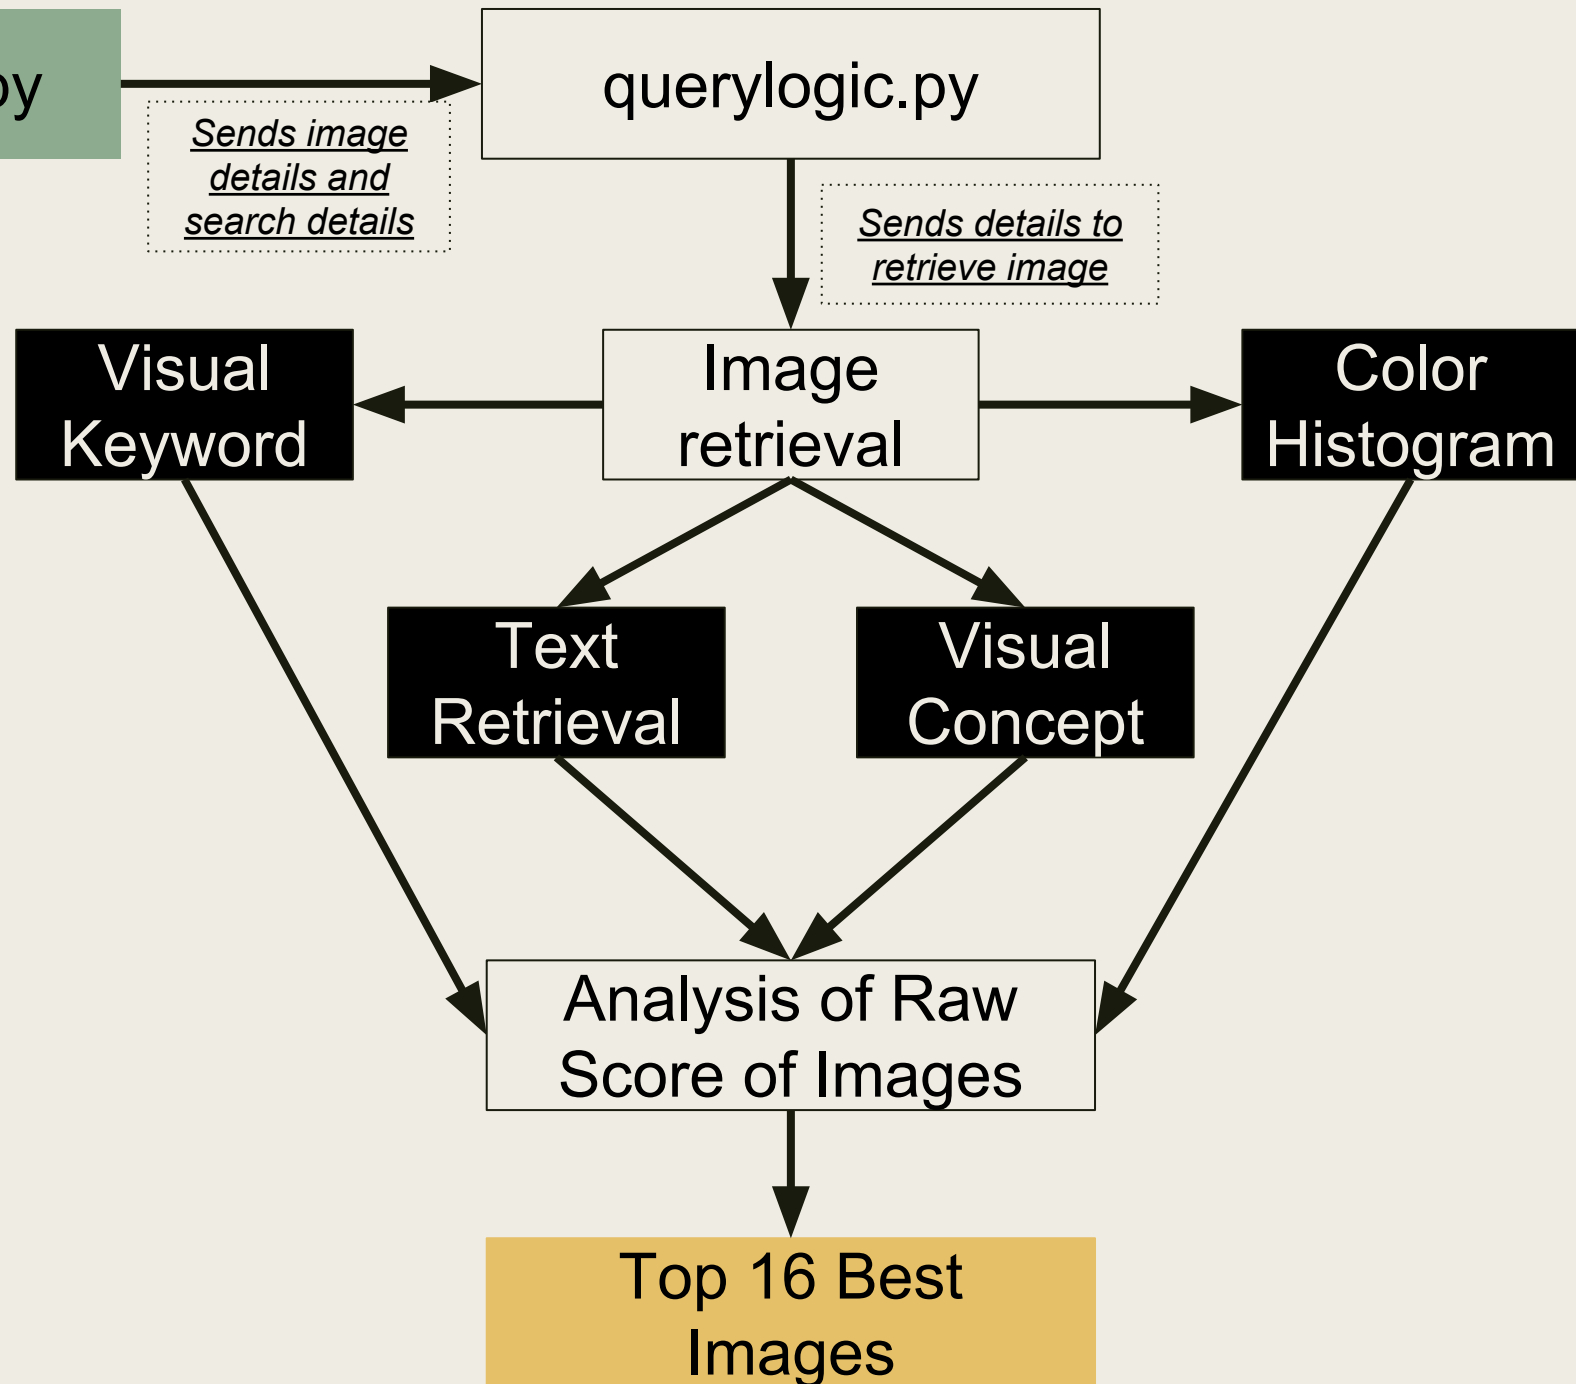 py
querylogic.py
Sends image
details and
search details
Sends details to
retrieve image
Visual
Keyword
Image
retrieval
Color
Histogram
Text
Retrieval
Visual
Concept
Analysis of Raw
Score of Images
Top 16 Best
Images